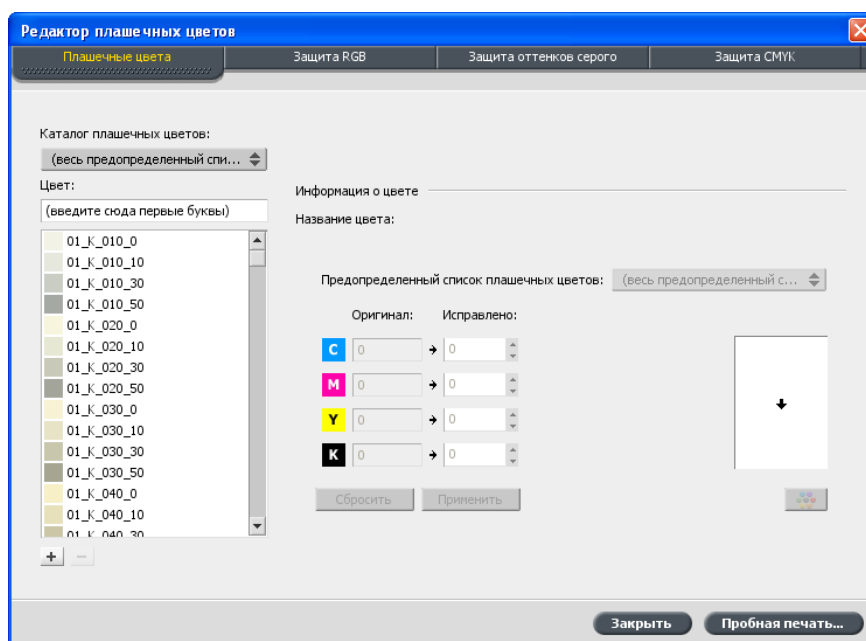 Редактор плашечных цветов
Плашечные цвета
Защита RGB
Защита оттенков серого
Защита CMYK
Каталог плашечных цветов:
(весь предопределенный спи...
Цвет:
(введите сюда первые буквы)
01_K_010_0
01_K_010_10
01_K_010_30
01_K_010_50
01_K_020_0
01_K_020_10
01_K_020_30
01_K_020_50
01_K_030_0
01_K_030_10
01_K_030_30
01_K_030_50
01_K_040_0
01_K_040_10
01_K_040_30
Информация о цвете
Название цвета:
Предопределенный список плашечных цветов:
(весь предопределенный с...
Оригинал:
Исправлено:
C 0 0
M 0 0
Y 0 0
K 0 0
Сбросить
Применить
Закрыть
Пробная печать...